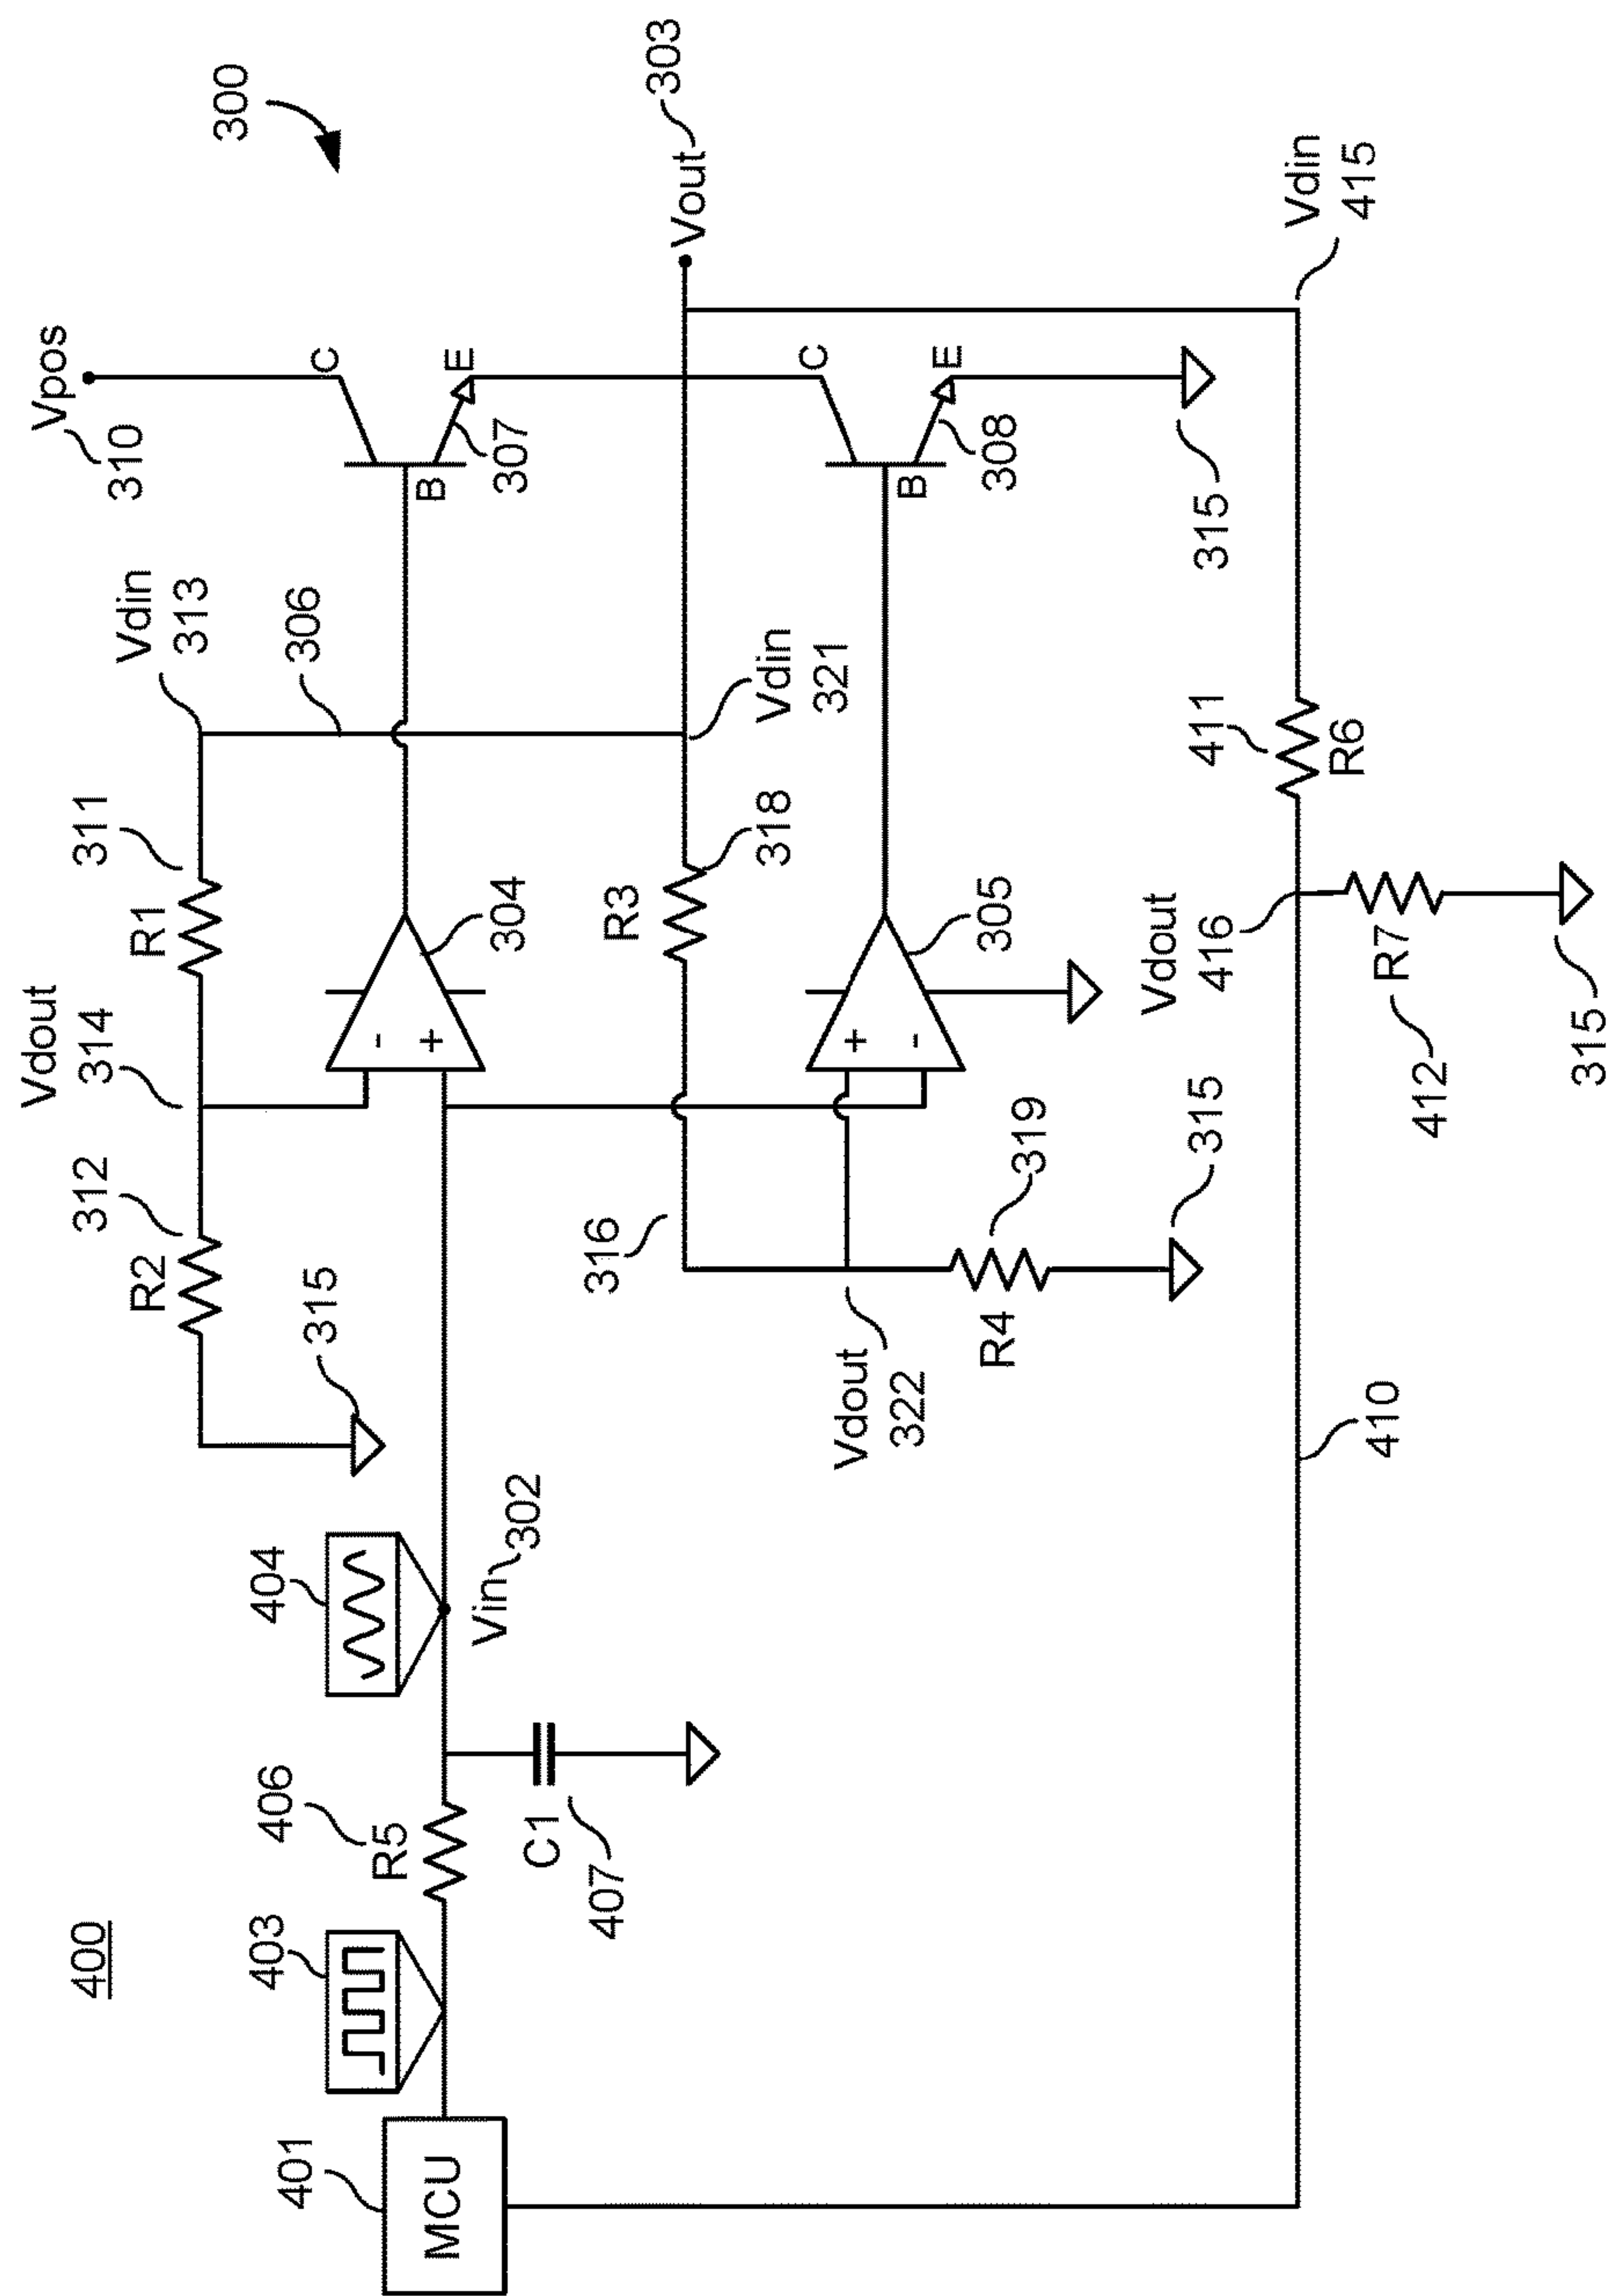 400
300
Vpos
310
Vdin
313
311
R1
Vdout
314
312
R2
315
306
C
B
E
307
-
+
304
404
Vin 302
403
406
R5
C1
407
401
MCU
Vout 303
Vdin
321
R3
318
316
+
-
305
C
B
E
308
315
Vdout
322
R4
319
315
Vdin
415
411
R6
Vdout
416
R7
412
315
410